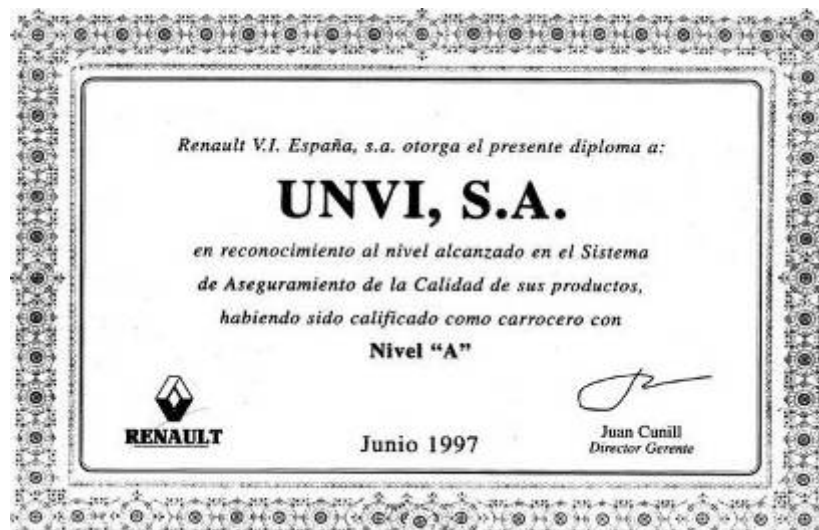 Renault V.I. España, s.a. otorga el presente diploma a:
UNVI, S.A.
en reconocimiento al nivel alcanzado en el Sistema
de Aseguramiento de la Calidad de sus productos,
habiendo sido calificado como carrocero con
Nivel “A”
RENAULT
Junio 1997
Juan Cunill
Director Gerente